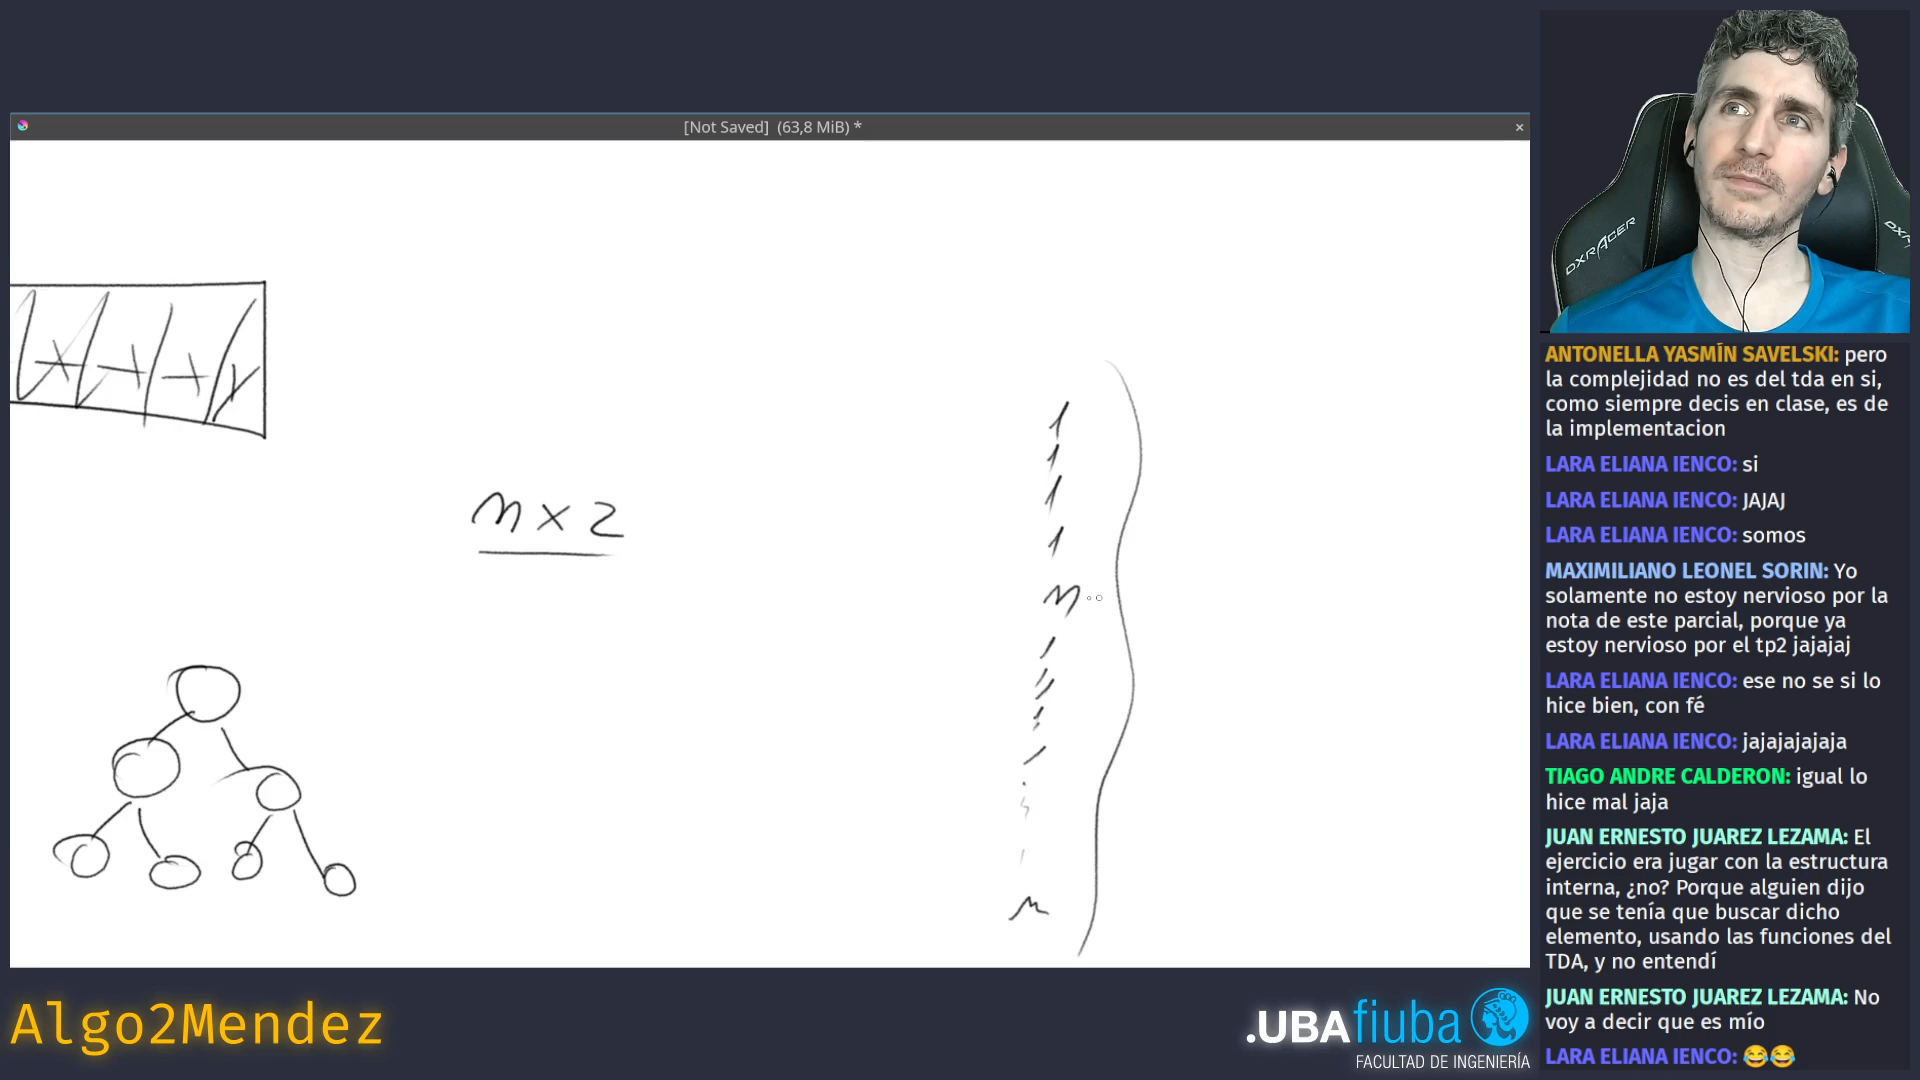 [Not Saved] (63,8 MiB) *
×
n x 2
1
1
1
1
n
n
DXRACER
ANTONELLA YASMÍN SAVELSKI: pero
la complejidad no es del tda en si,
como siempre decis en clase, es de
la implementacion
LARA ELIANA IENCO: si
LARA ELIANA IENCO: JAJAJ
LARA ELIANA IENCO: somos
MAXIMILIANO LEONEL SORIN: Yo
solamente no estoy nervioso por la
nota de este parcial, porque ya
estoy nervioso por el tp2 jajajaj
LARA ELIANA IENCO: ese no se si lo
hice bien, con fé
LARA ELIANA IENCO: jajajajajaja
TIAGO ANDRE CALDERON: igual lo
hice mal jaja
JUAN ERNESTO JUAREZ LEZAMA: El
ejercicio era jugar con la estructura
interna, ¿no? Porque alguien dijo
que se tenía que buscar dicho
elemento, usando las funciones del
TDA, y no entendí
JUAN ERNESTO JUAREZ LEZAMA: No
voy a decir que es mío
LARA ELIANA IENCO: 😂😂
Algo2Mendez
.UBAfiuba
FACULTAD DE INGENIERÍA